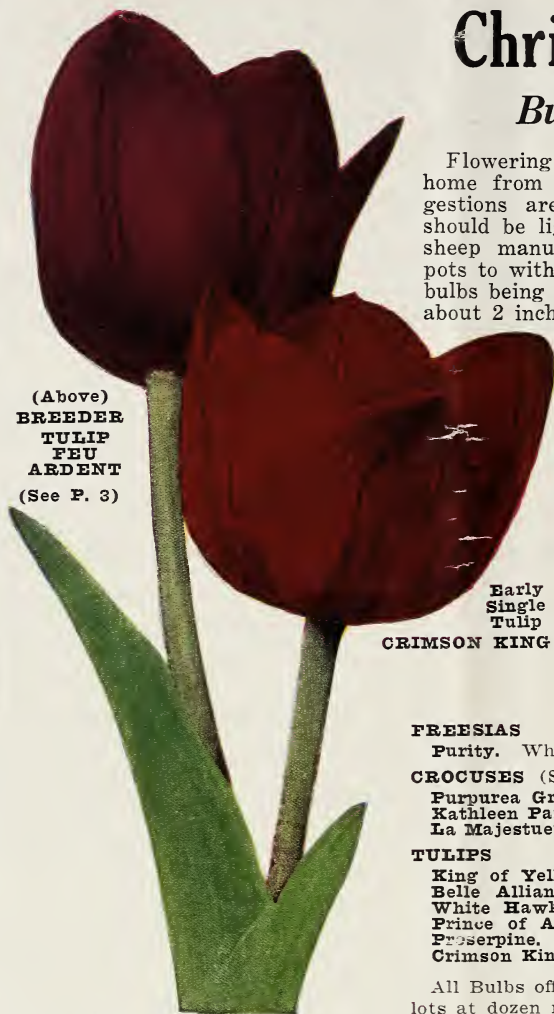 Chri
Bu
Flowering
home from
gestions are
should be lig
sheep manu
pots to with
bulbs being
about 2 inch
(Above)
BREEDER
TULIP
FEU
ARDENT
(See P. 3)
Early
Single
Tulip
CRIMSON KING
FREESIAS
Purity. Wh
CROCUSES (S
Purpurea Gr
Kathleen Pa
La Majestue
TULIPS
King of Yell
Belle Allian
White Hawk
Prince of A
Proserpine.
Crimson Kin
All Bulbs off
lots at dozen r